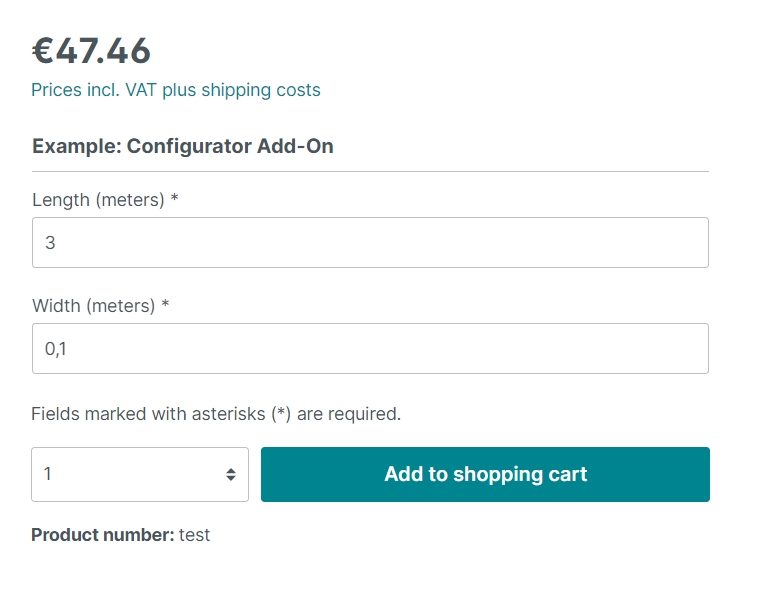 €47.46
Prices incl. VAT plus shipping costs
Example: Configurator Add-On
Length (meters) *
3
Width (meters) *
0,1
Fields marked with asterisks (*) are required.
1
Add to shopping cart
Product number: test